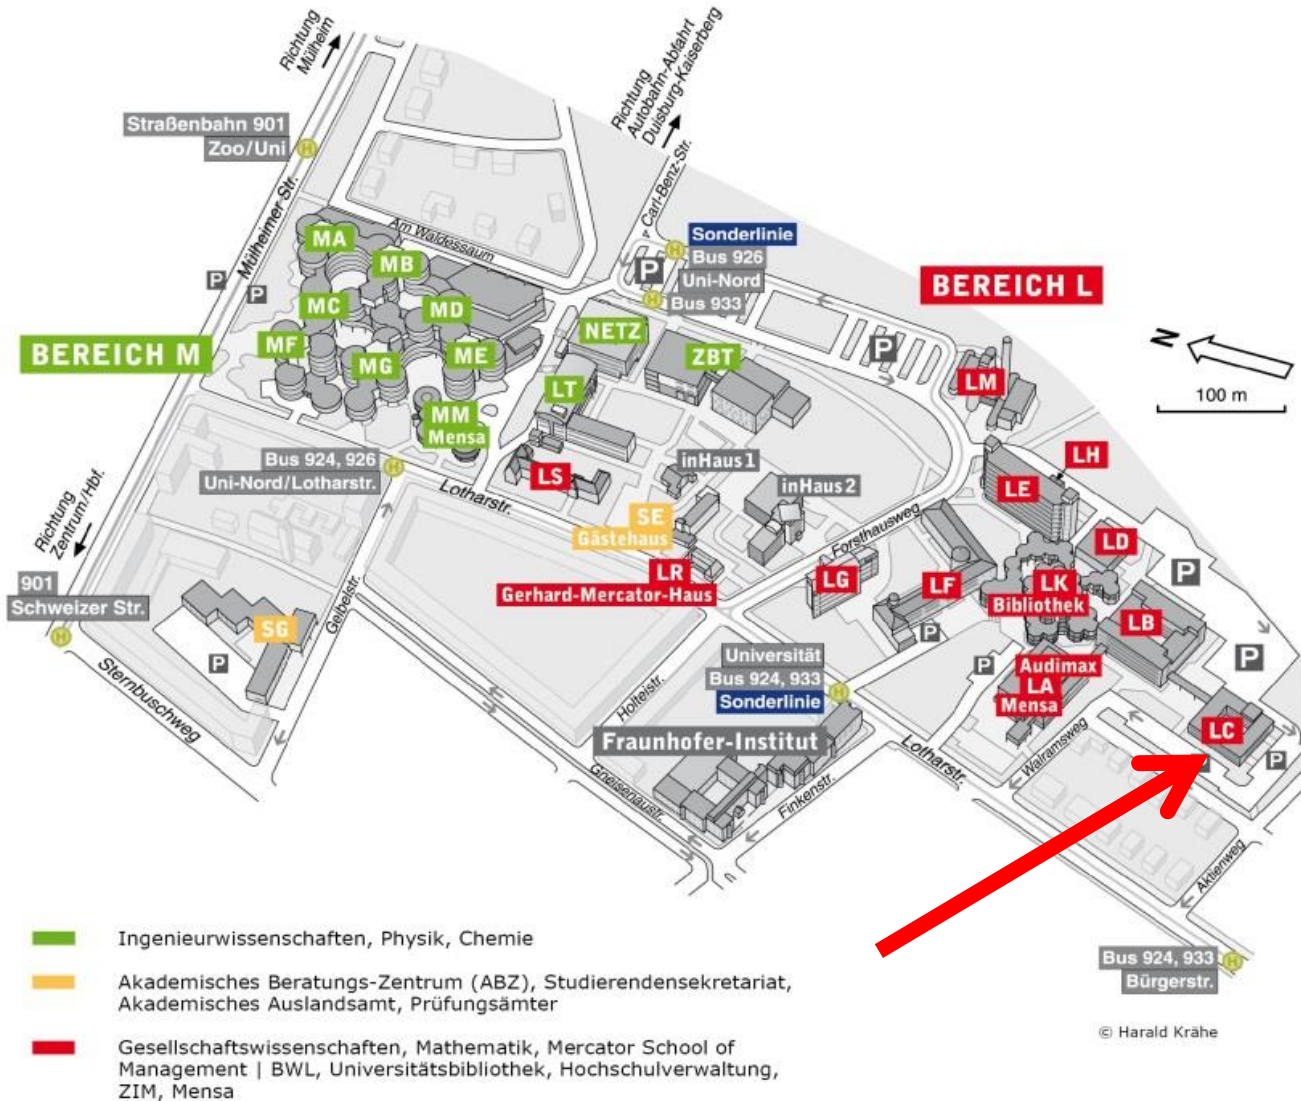 Richtung
Mülheim
Richtung
Autobahn-Abfahrt
Duisburg-Kaiserberg
Straßenbahn 901
Zoo/Uni
Mülheimer Str.
Carl-Benz-Str.
Am Waldessaum
Sonderlinie
Bus 926
Uni-Nord
Bus 933
BEREICH L
MA
MB
MC
MD
MF
MG
ME
MM
Mensa
BEREICH M
NETZ
ZBT
LT
P
P
P
P
N
100 m
LM
LH
LE
LD
LS
inHaus1
inHaus2
SE
Gästehaus
LR
Gerhard-Mercator-Haus
Bus 924, 926
Uni-Nord/Lotharstr.
Lotharstr.
Forsthausweg
LG
LF
LK
Bibliothek
LB
P
P
P
P
Richtung
Zentrum/Hbf.
901
Schweizer Str.
SG
P
Geibelstr.
Sternbuschweg
Universität
Bus 924, 933
Sonderlinie
Holteistr.
Fraunhofer-Institut
Gneisenaustr.
Finkenstr.
Lotharstr.
Audimax
LA
Mensa
Walramsweg
LC
P
P
Aktienweg
H
H
H
H
H
H
H
Bus 924, 933
Bürgerstr.
© Harald Krähe
Ingenieurwissenschaften, Physik, Chemie
Akademisches Beratungs-Zentrum (ABZ), Studierendensekretariat,
Akademisches Auslandsamt, Prüfungsämter
Gesellschaftswissenschaften, Mathematik, Mercator School of
Management | BWL, Universitätsbibliothek, Hochschulverwaltung,
ZIM, Mensa